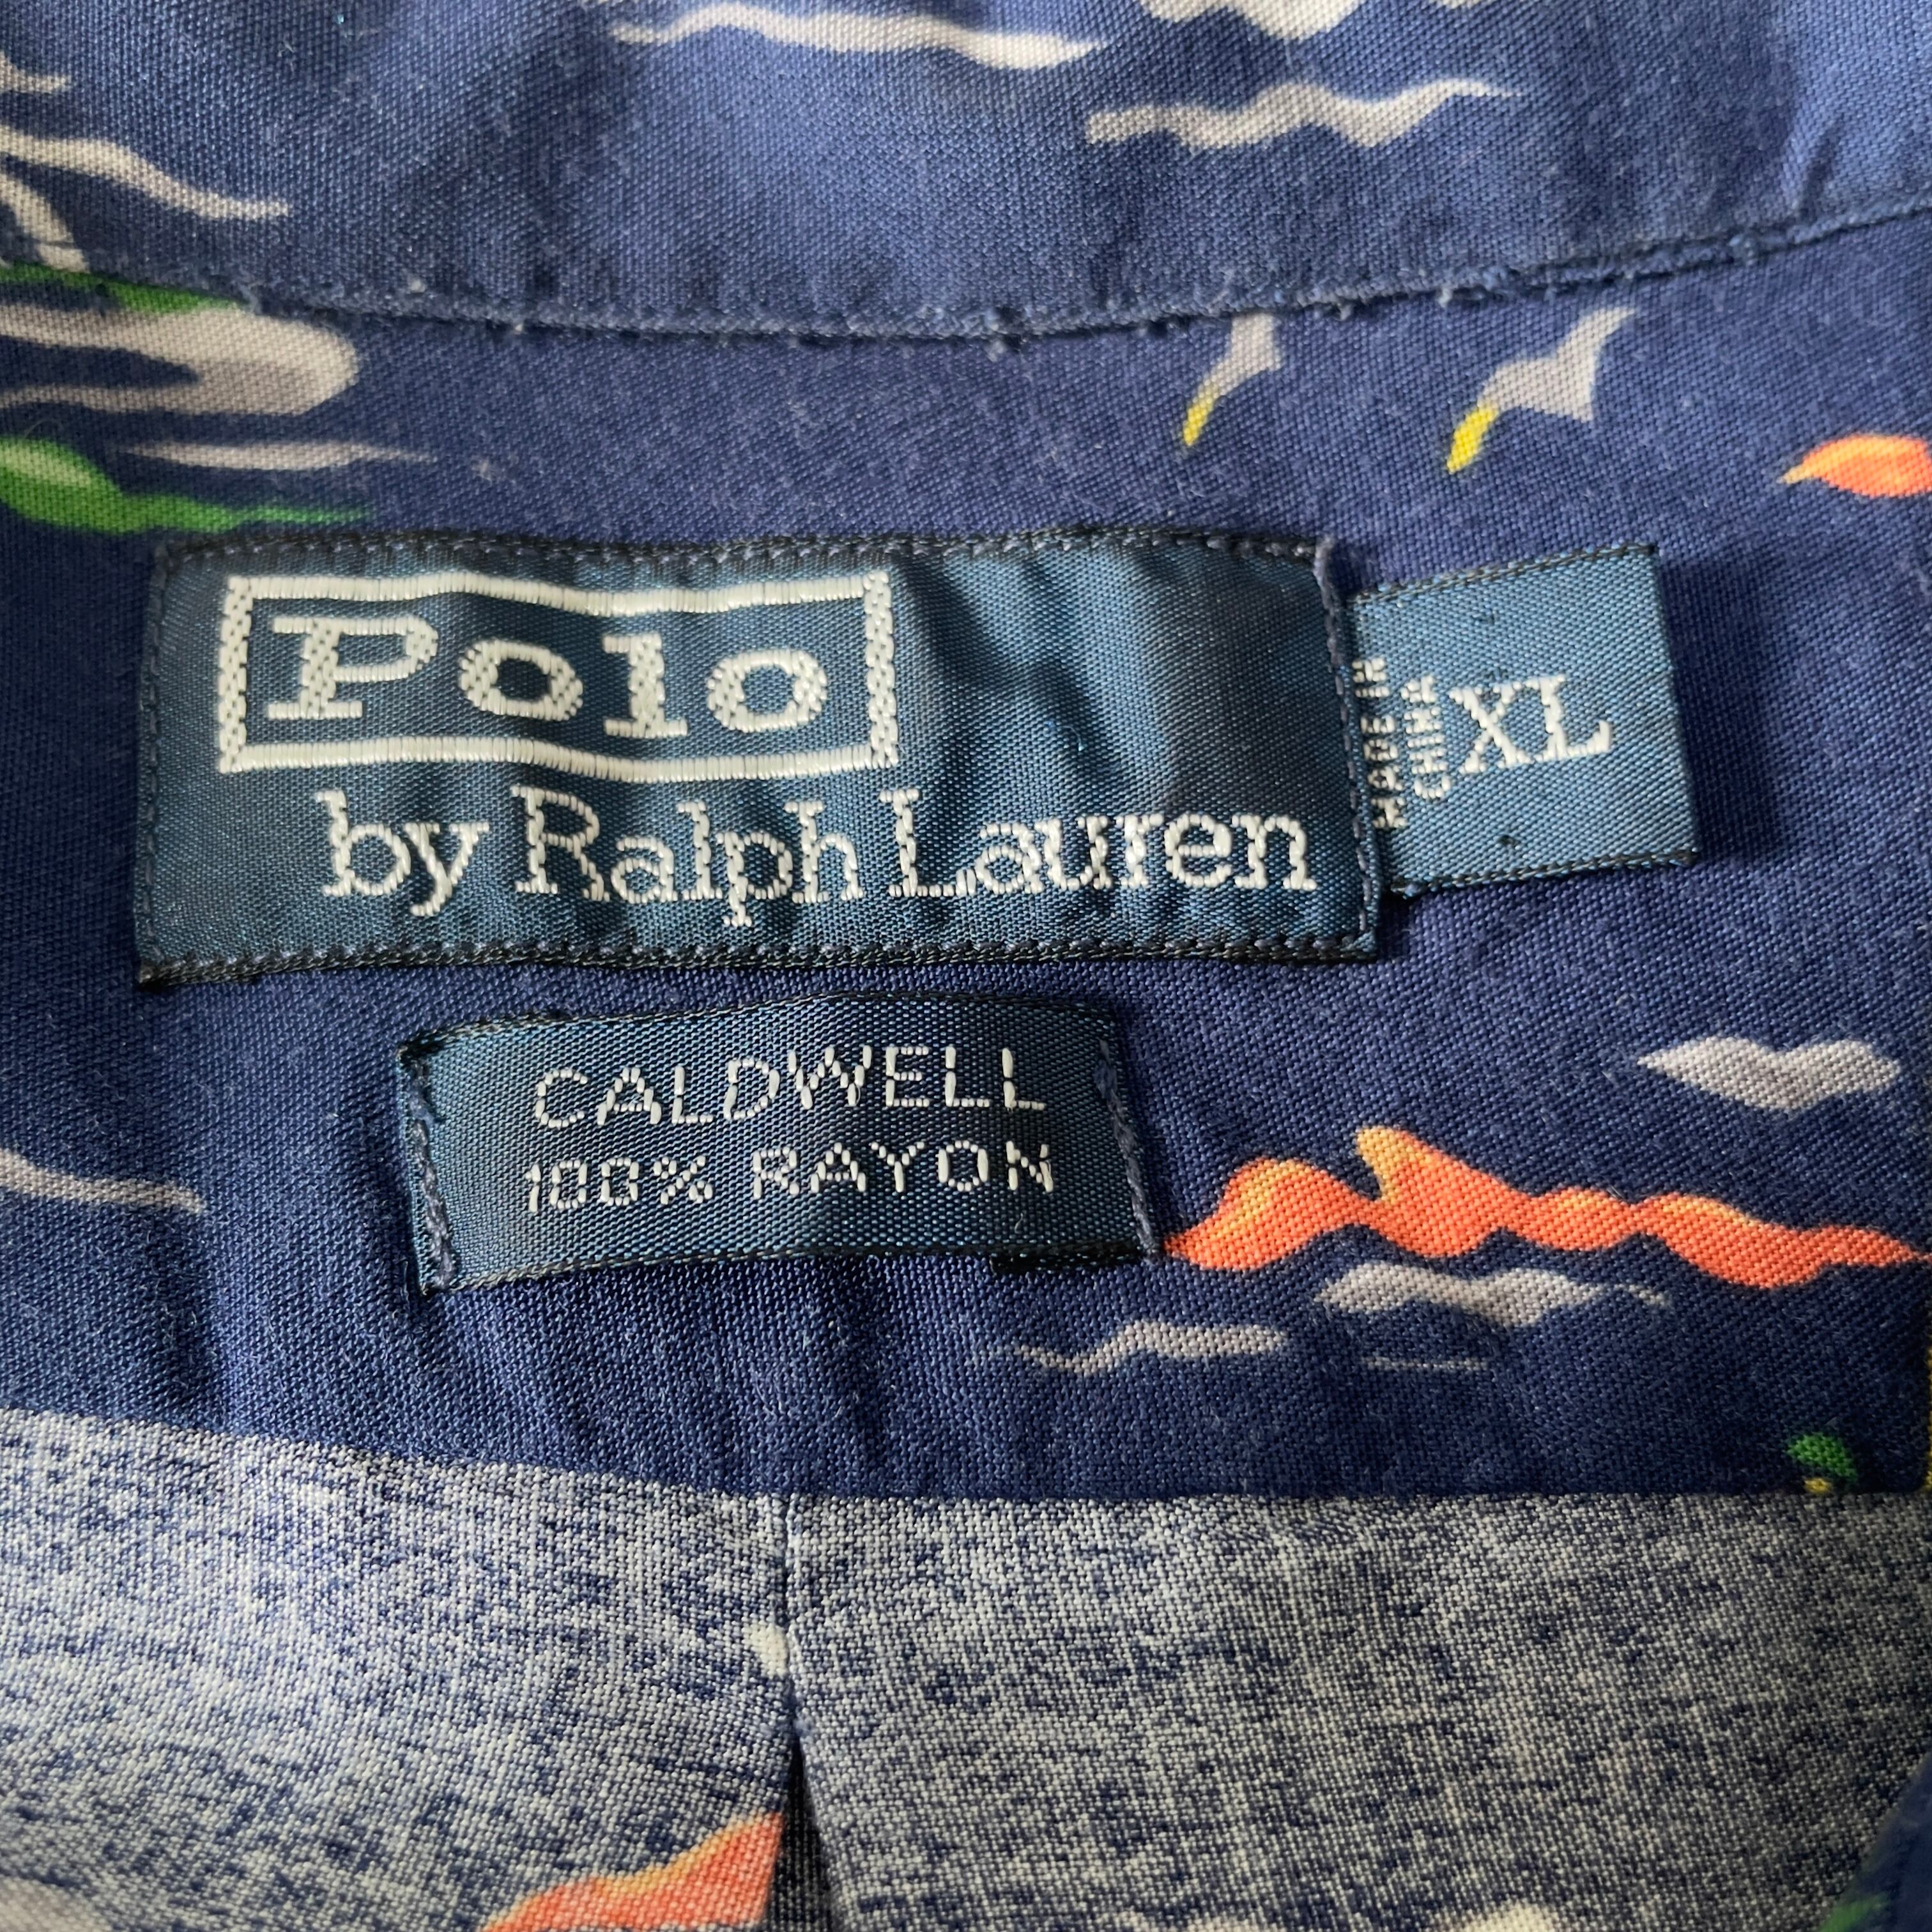 Polo
by Ralph Lauren
MADE IN
CHINA
XL
CALDWELL
100% RAYON